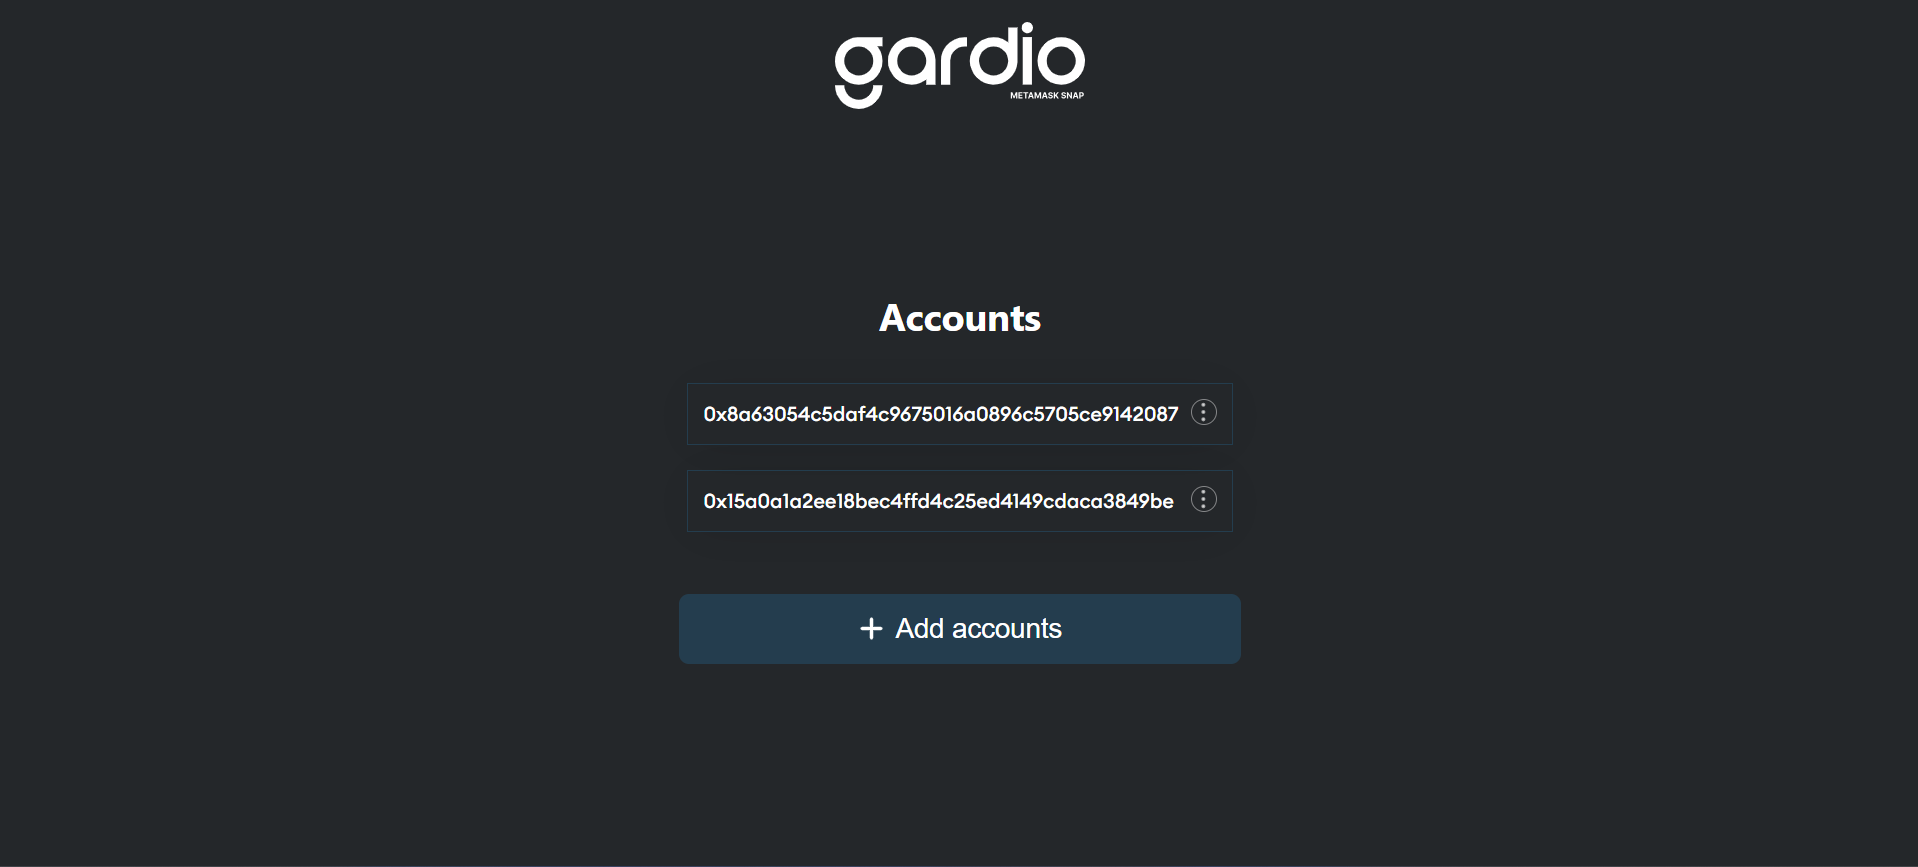 gardio
METAMASK SNAP
Accounts
0x8a63054c5daf4c9675016a0896c5705ce9142087
0x15a0a1a2ee18bec4ffd4c25ed4149cdaca3849be
+ Add accounts